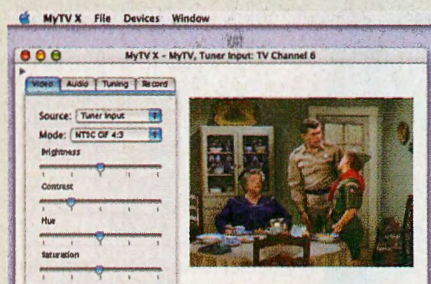 MyTV X File Devices Window
MyTV X - MyTV, Tuner Input: TV Channel 6
Video Audio Tuning Record
Source: Tuner Input
Mode: NTSC CIF 4:3
Brightness
Contrast
Hue
Saturation